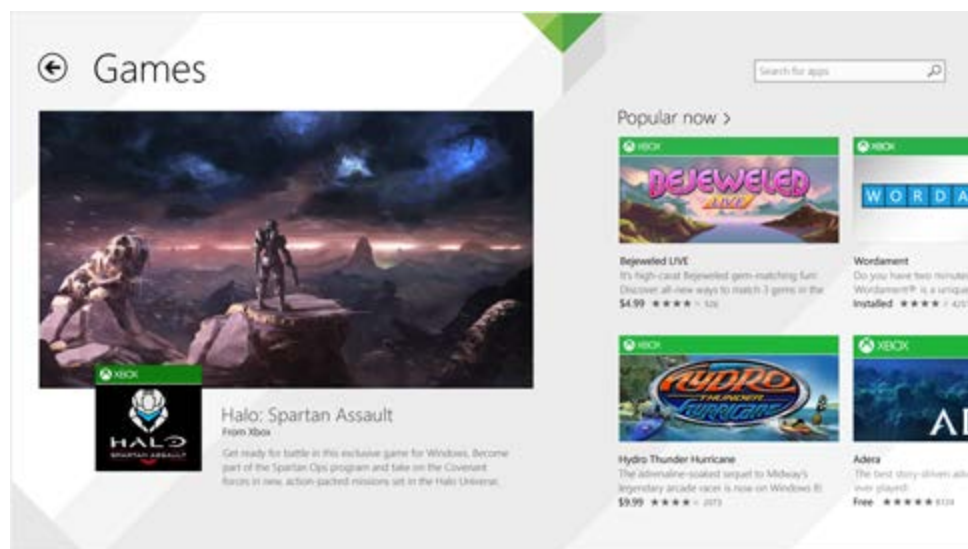 Games
Search for apps
Popular now >
XBOX
BEJEWELED
LIVE
Bejeweled LIVE
It's high-carat Bejeweled gem-matching fun!
Discover all-new ways to match 3 gems in the
$4.99
XBOX
WORDA
Wordament
Do you have two minutes
Wordament® is a unique
Installed
XBOX
HYDRO
THUNDER
HURRICANE
Hydro Thunder Hurricane
The adrenaline-soaked sequel to Midway's
legendary arcade racer is now on Windows 8!
$9.99 2073
XBOX
Adera
The best story-driven adv
ever played!
Free
XBOX
HALO
SPARTAN ASSAULT
Halo: Spartan Assault
From Xbox
Get ready for battle in this exclusive game for Windows. Become
part of the Spartan Ops program and take on the Covenant
forces in new, action-packed missions set in the Halo Universe.